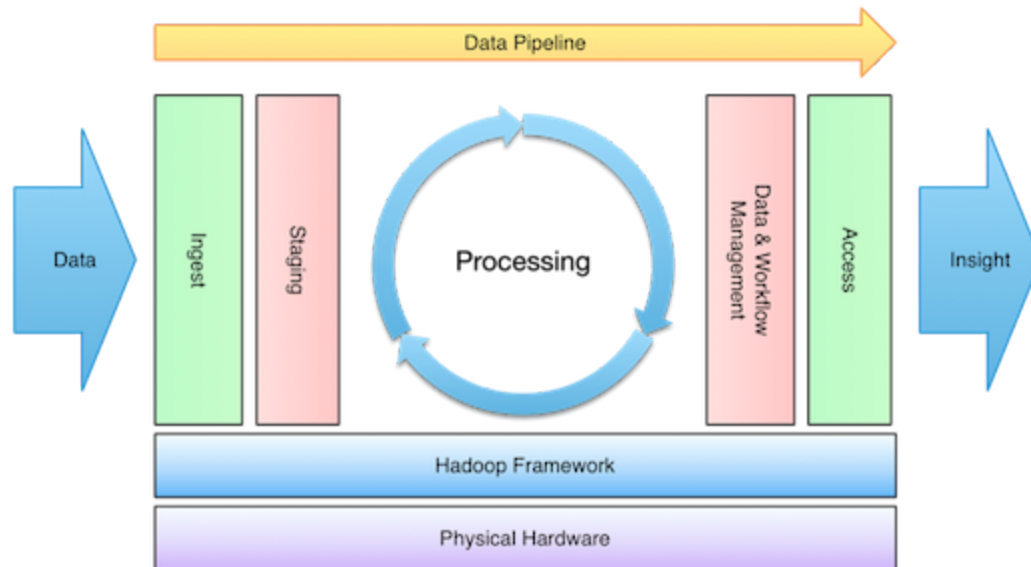 Data Pipeline
Data
Ingest
Staging
Processing
Data & Workflow
Management
Access
Insight
Hadoop Framework
Physical Hardware